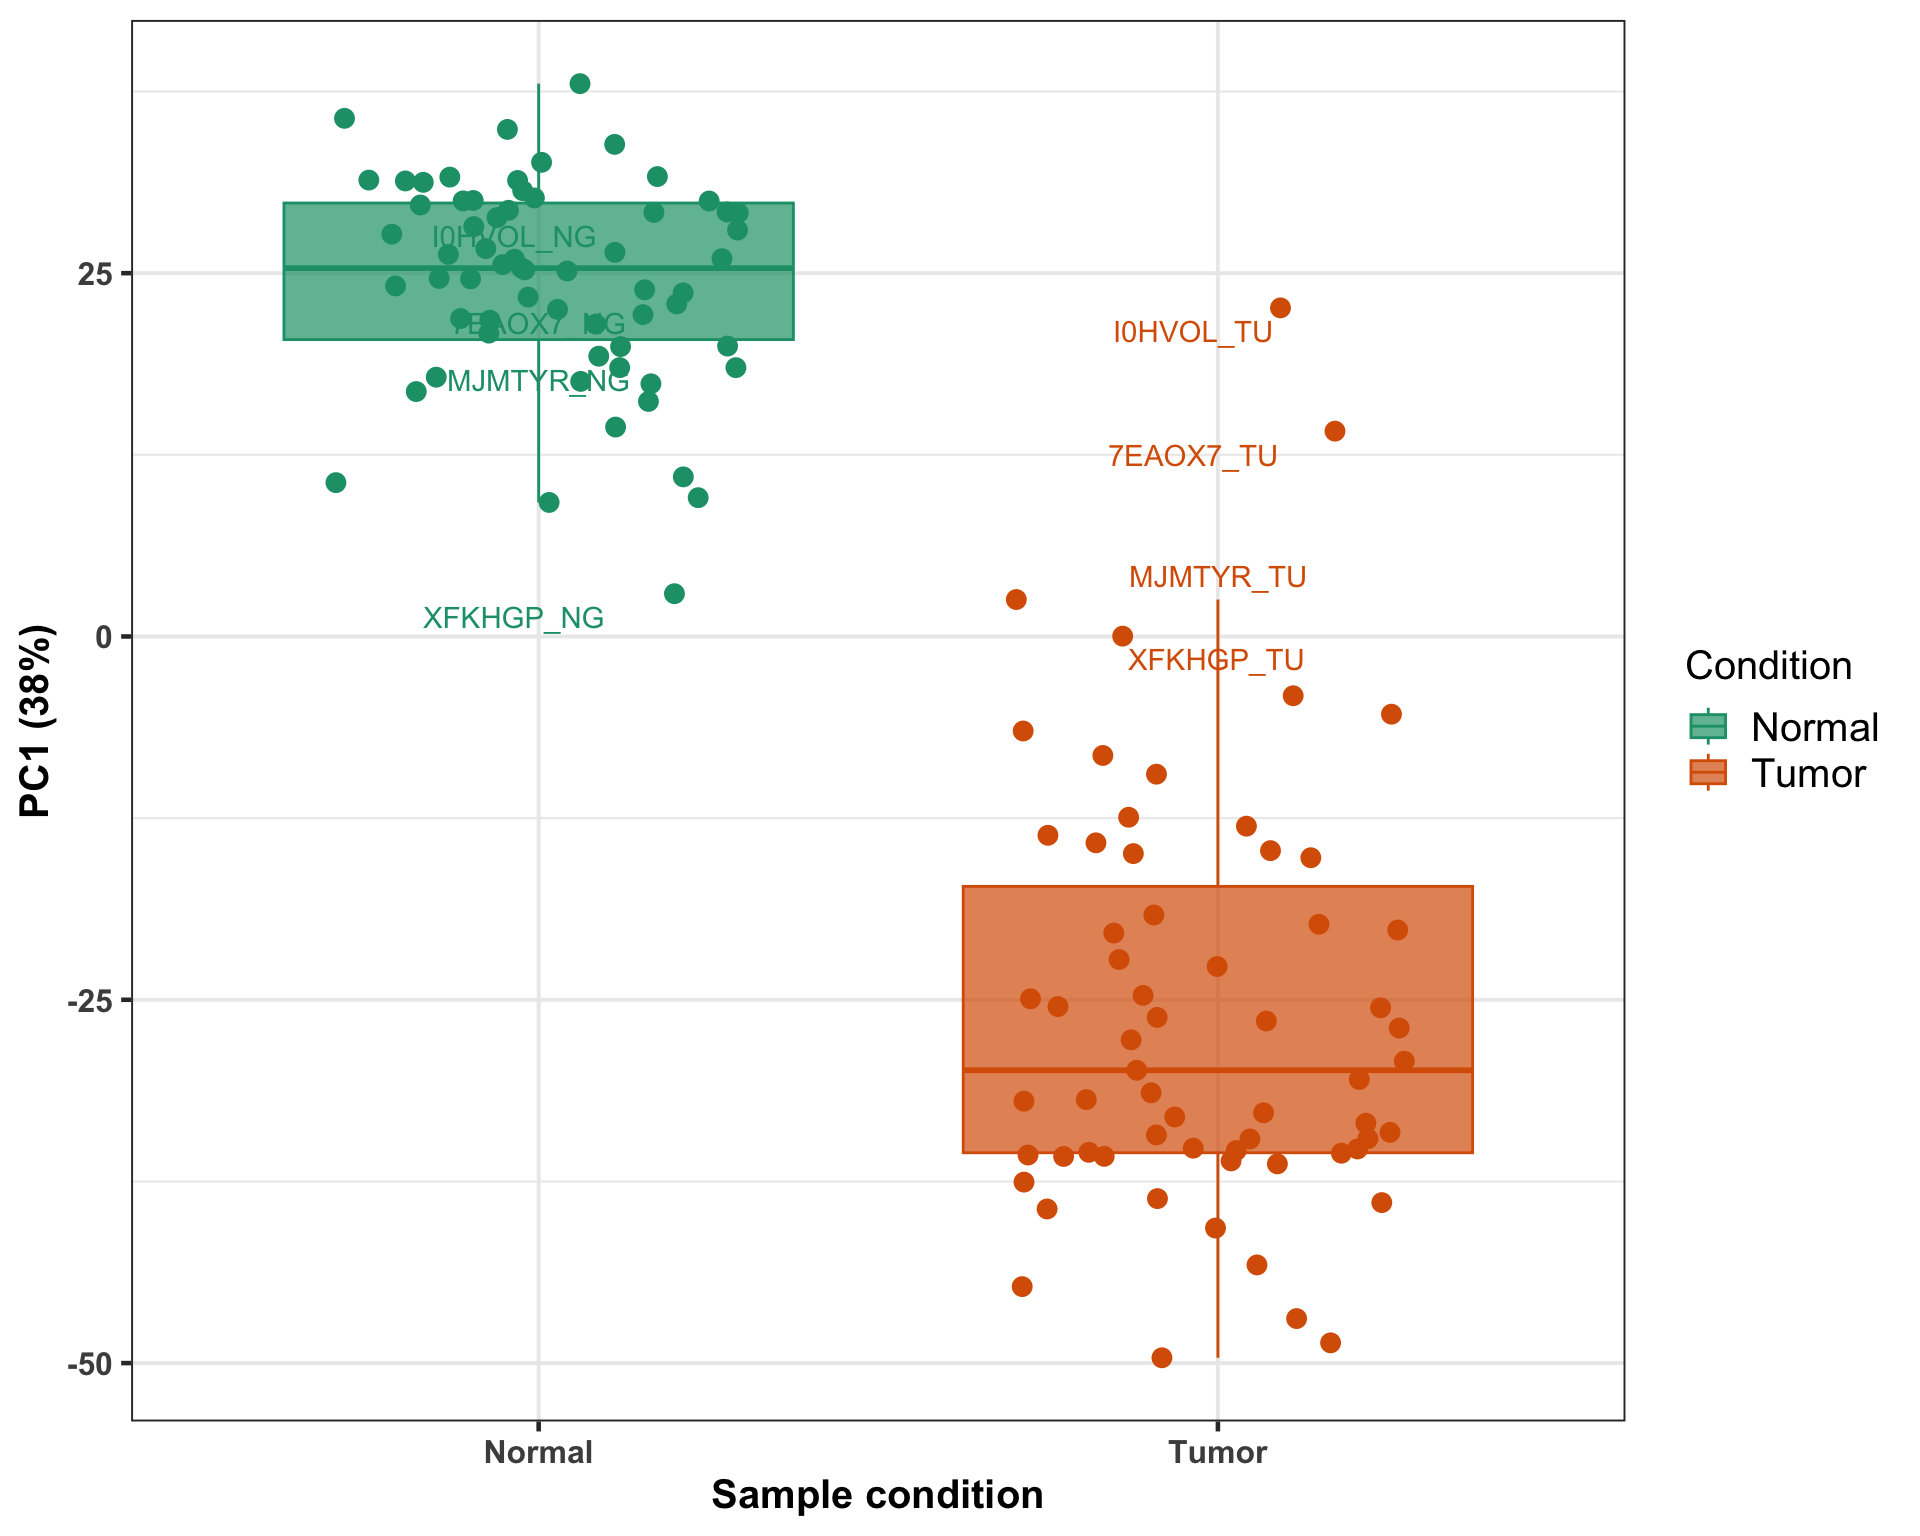 25
0
-25
-50
PC1 (38%)
I0HVOL_NG
7EAOX7_NG
MJMTYR_NG
XFKHGP_NG
I0HVOL_TU
7EAOX7_TU
MJMTYR_TU
XFKHGP_TU
Normal
Tumor
Sample condition
Condition
Normal
Tumor